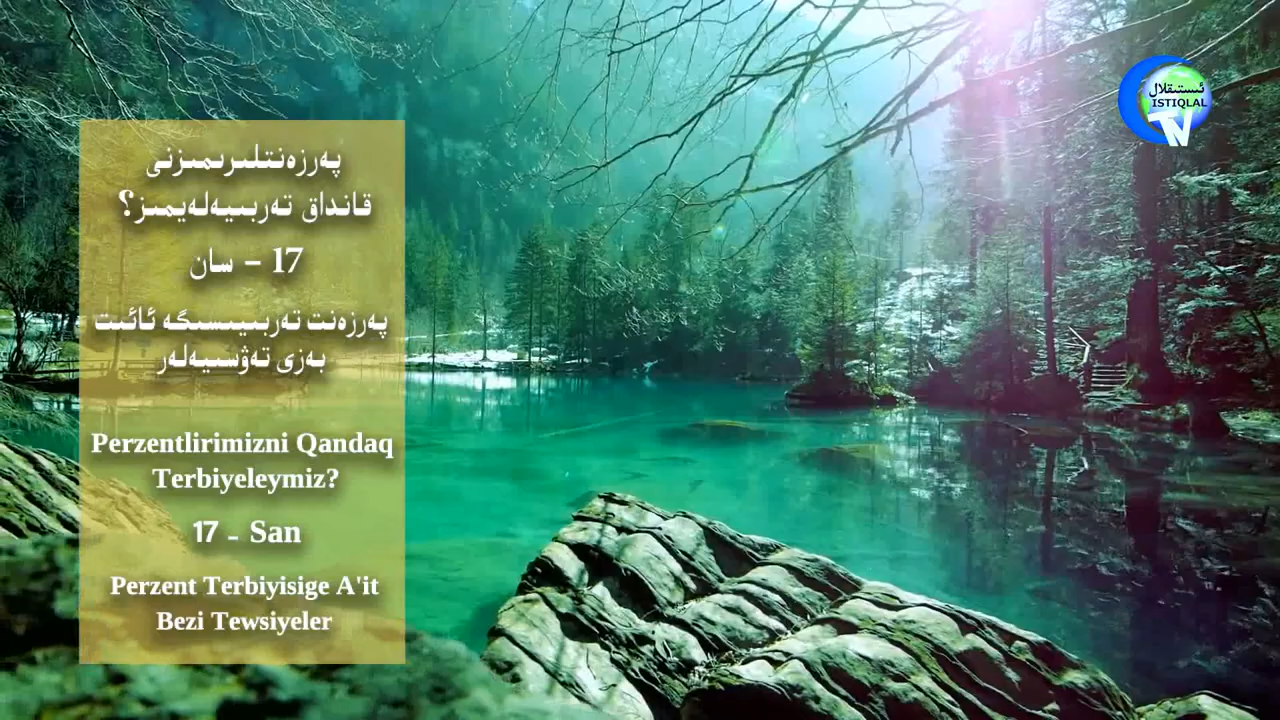 پەرزەنتلىرىمىزنى
قانداق تەربىيەلەيمىز؟
17 – سان
پەرزەنت تەربىيىسىگە ئائىت
بەزى تەۋسىيەلەر
Perzentlirimizni Qandaq
Terbiyeleymiz?
17 - San
Perzent Terbiyisige A'it
Bezi Tewsiyeler
ئىستىقلال
ISTIQLAL
TV